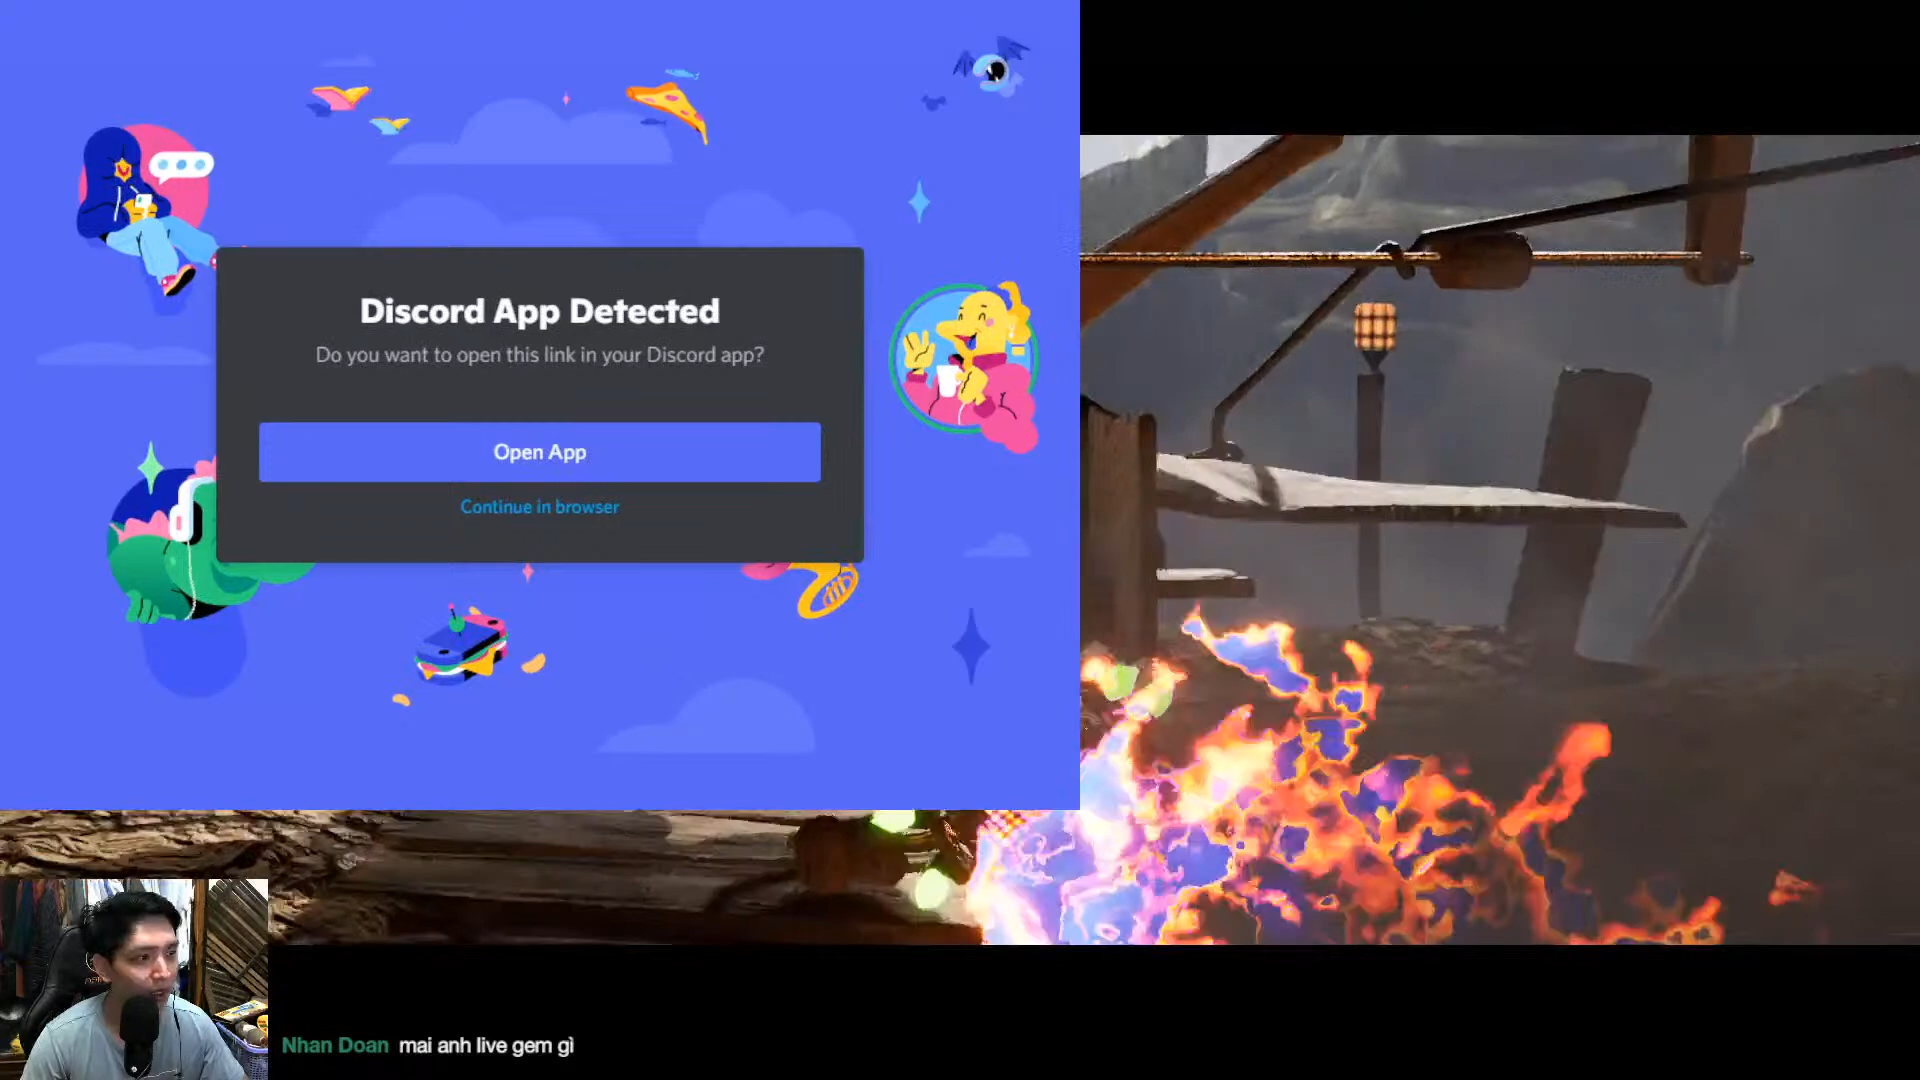 Discord App Detected
Do you want to open this link in your Discord app?
Open App
Continue in browser
Nhan Doan mai anh live gem gì